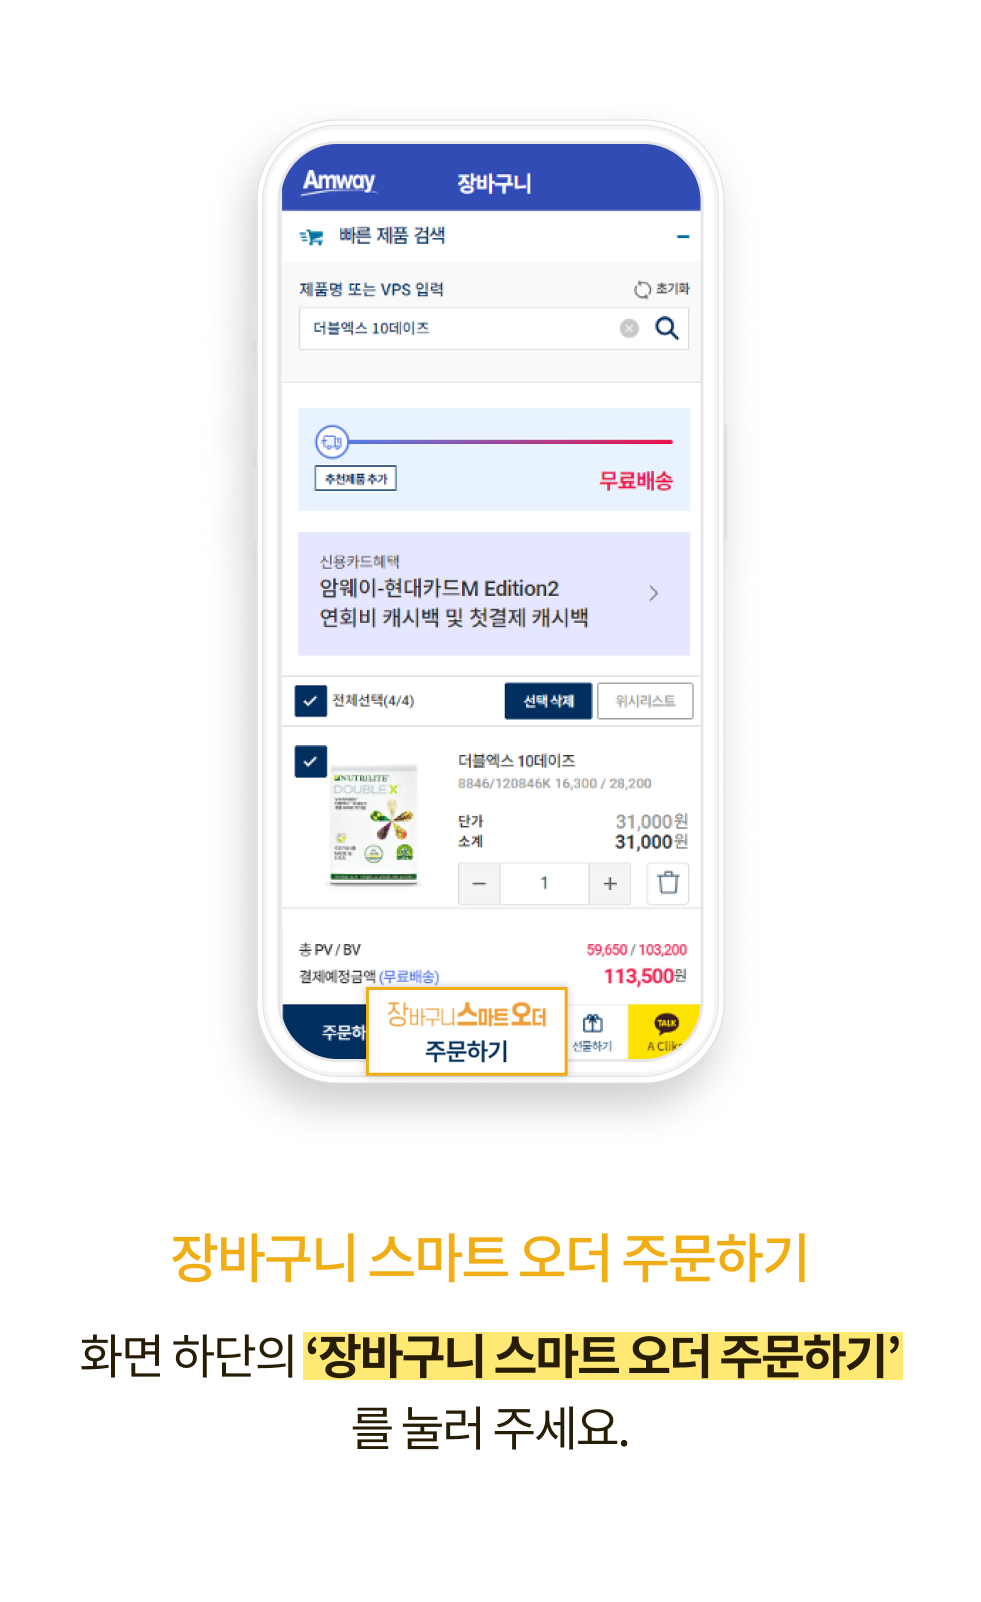 Amway
장바구니
빠른 제품 검색
제품명 또는 VPS 입력
초기화
더블엑스 10데이즈
추천제품 추가
무료배송
신용카드혜택
암웨이-현대카드M Edition2
연회비 캐시백 및 첫결제 캐시백
전체선택(4/4)
선택 삭제
위시리스트
NUTRILITE
DOUBLE X
더블엑스 10데이즈
8846/120846K 16,300 / 28,200
단가 31,000원
소계 31,000원
− 1 +
총 PV / BV 59,650 / 103,200
결제예정금액 (무료배송) 113,500원
주문하
장바구니스마트오더
주문하기
선물하기
TALK
A Clik
장바구니 스마트 오더 주문하기
화면 하단의 ‘장바구니 스마트 오더 주문하기’
를 눌러 주세요.